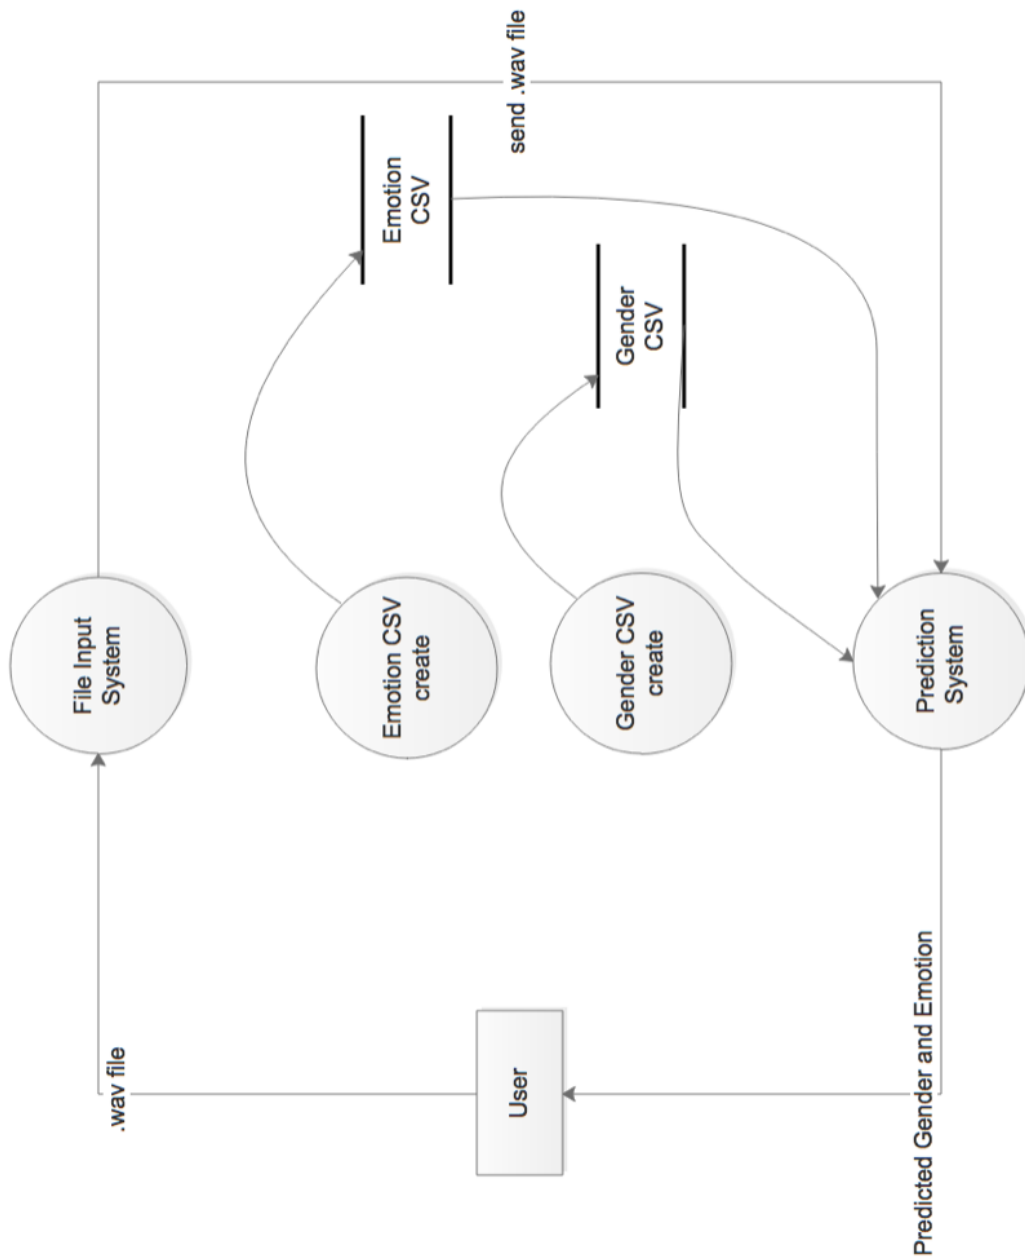 File Input
System
Emotion CSV
create
Gender CSV
create
Prediction
System
Emotion
CSV
Gender
CSV
send .wav file
.wav file
User
Predicted Gender and Emotion